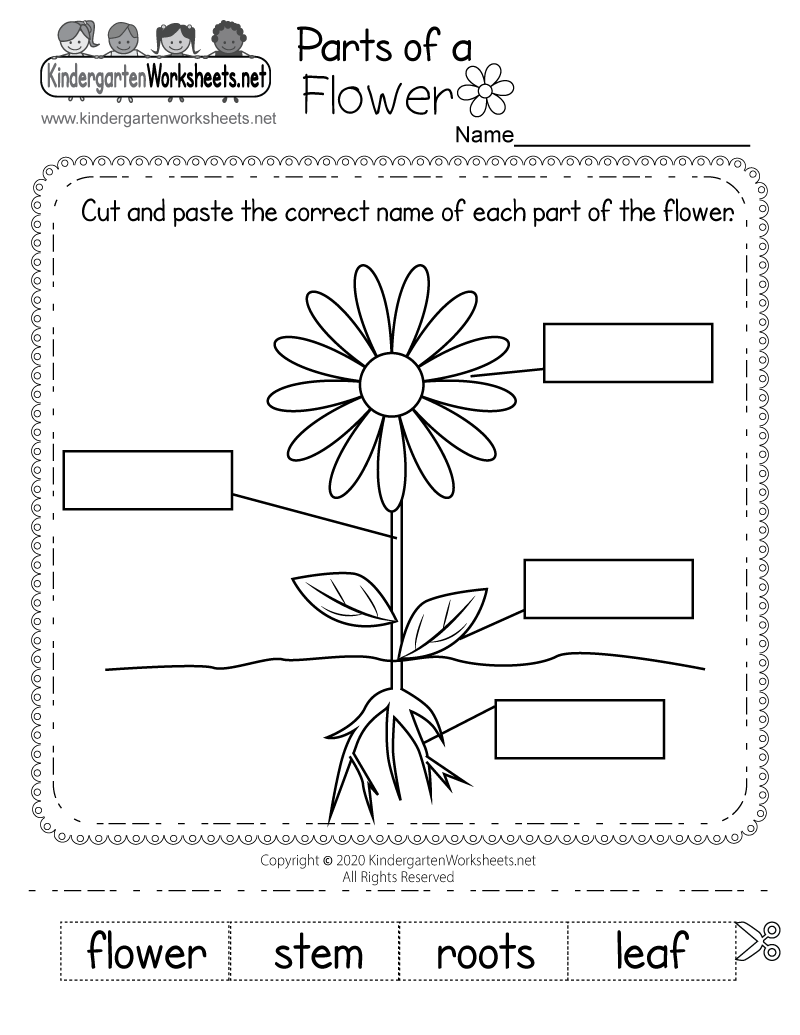 KindergartenWorksheets.net
www.kindergartenworksheets.net
Parts of a
Flower
Name
Cut and paste the correct name of each part of the flower.
Copyright © 2020 KindergartenWorksheets.net
All Rights Reserved
flower stem roots leaf